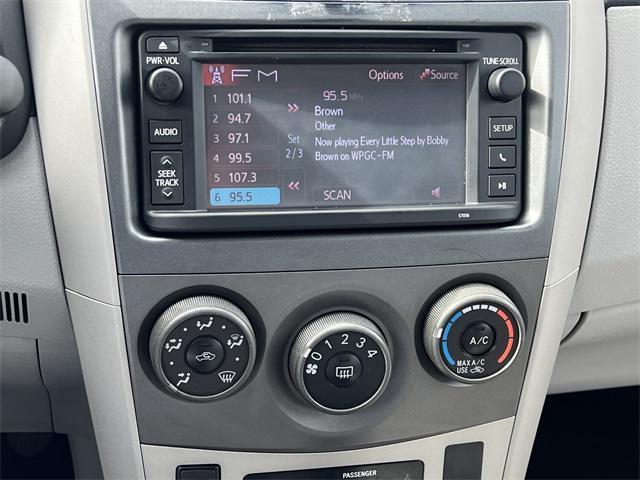 PWR·VOL
AUDIO
SEEK
TRACK
FM
Options
Source
1 101.1
2 94.7
3 97.1
4 99.5
5 107.3
6 95.5
Set
2/3
95.5 MHz
Brown
Other
Now playing Every Little Step by Bobby
Brown on WPGC-FM
SCAN
TUNE·SCROLL
SETUP
57036
0 1 2 3 4
A/C
MAX A/C
USE
PASSENGER